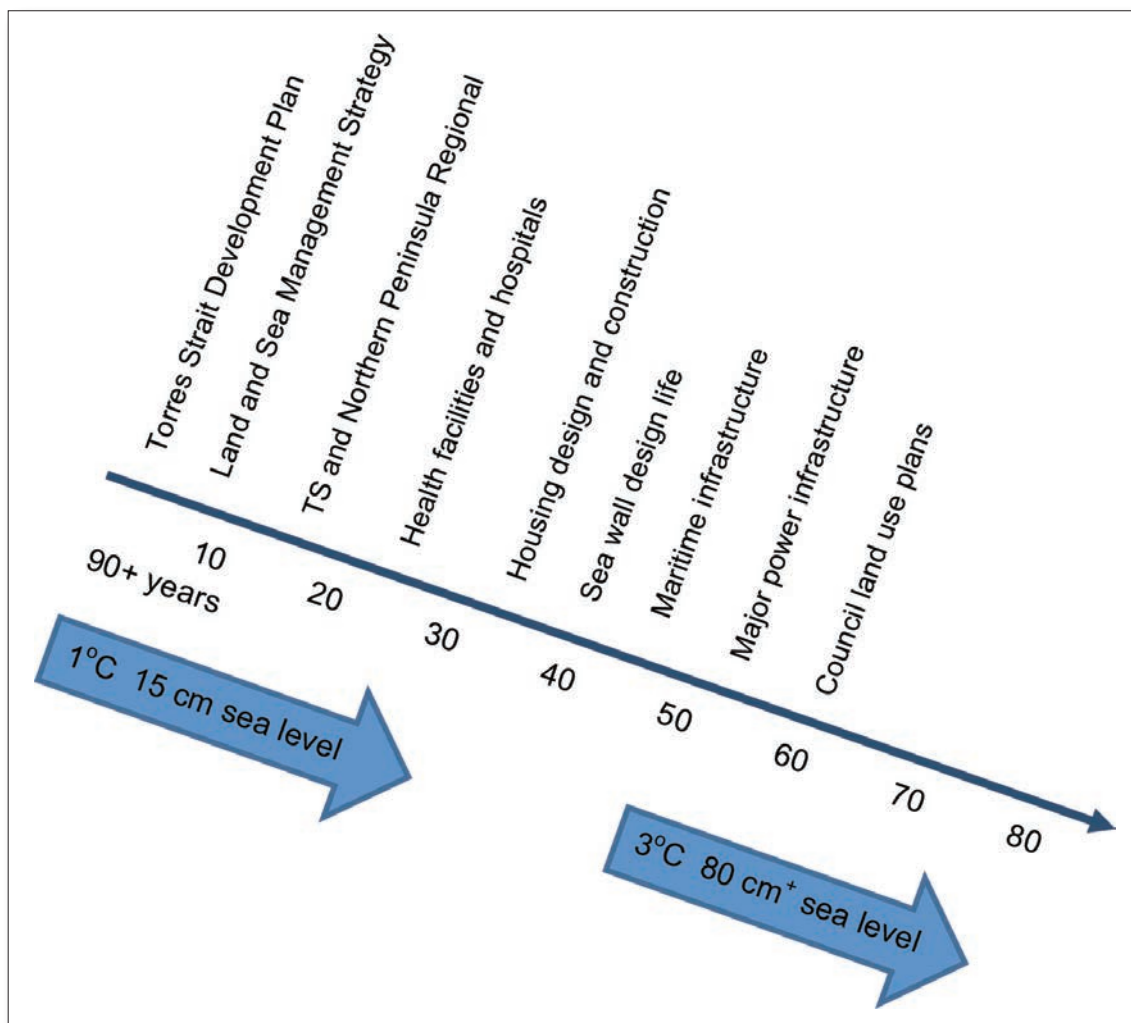 Torres Strait Development Plan
Land and Sea Management Strategy
TS and Northern Peninsula Regional
Health facilities and hospitals
Housing design and construction
Sea wall design life
Maritime infrastructure
Major power infrastructure
Council land use plans
10
20
30
40
50
60
70
80
90+ years
1°C 15 cm sea level
3°C 80 cm⁺ sea level